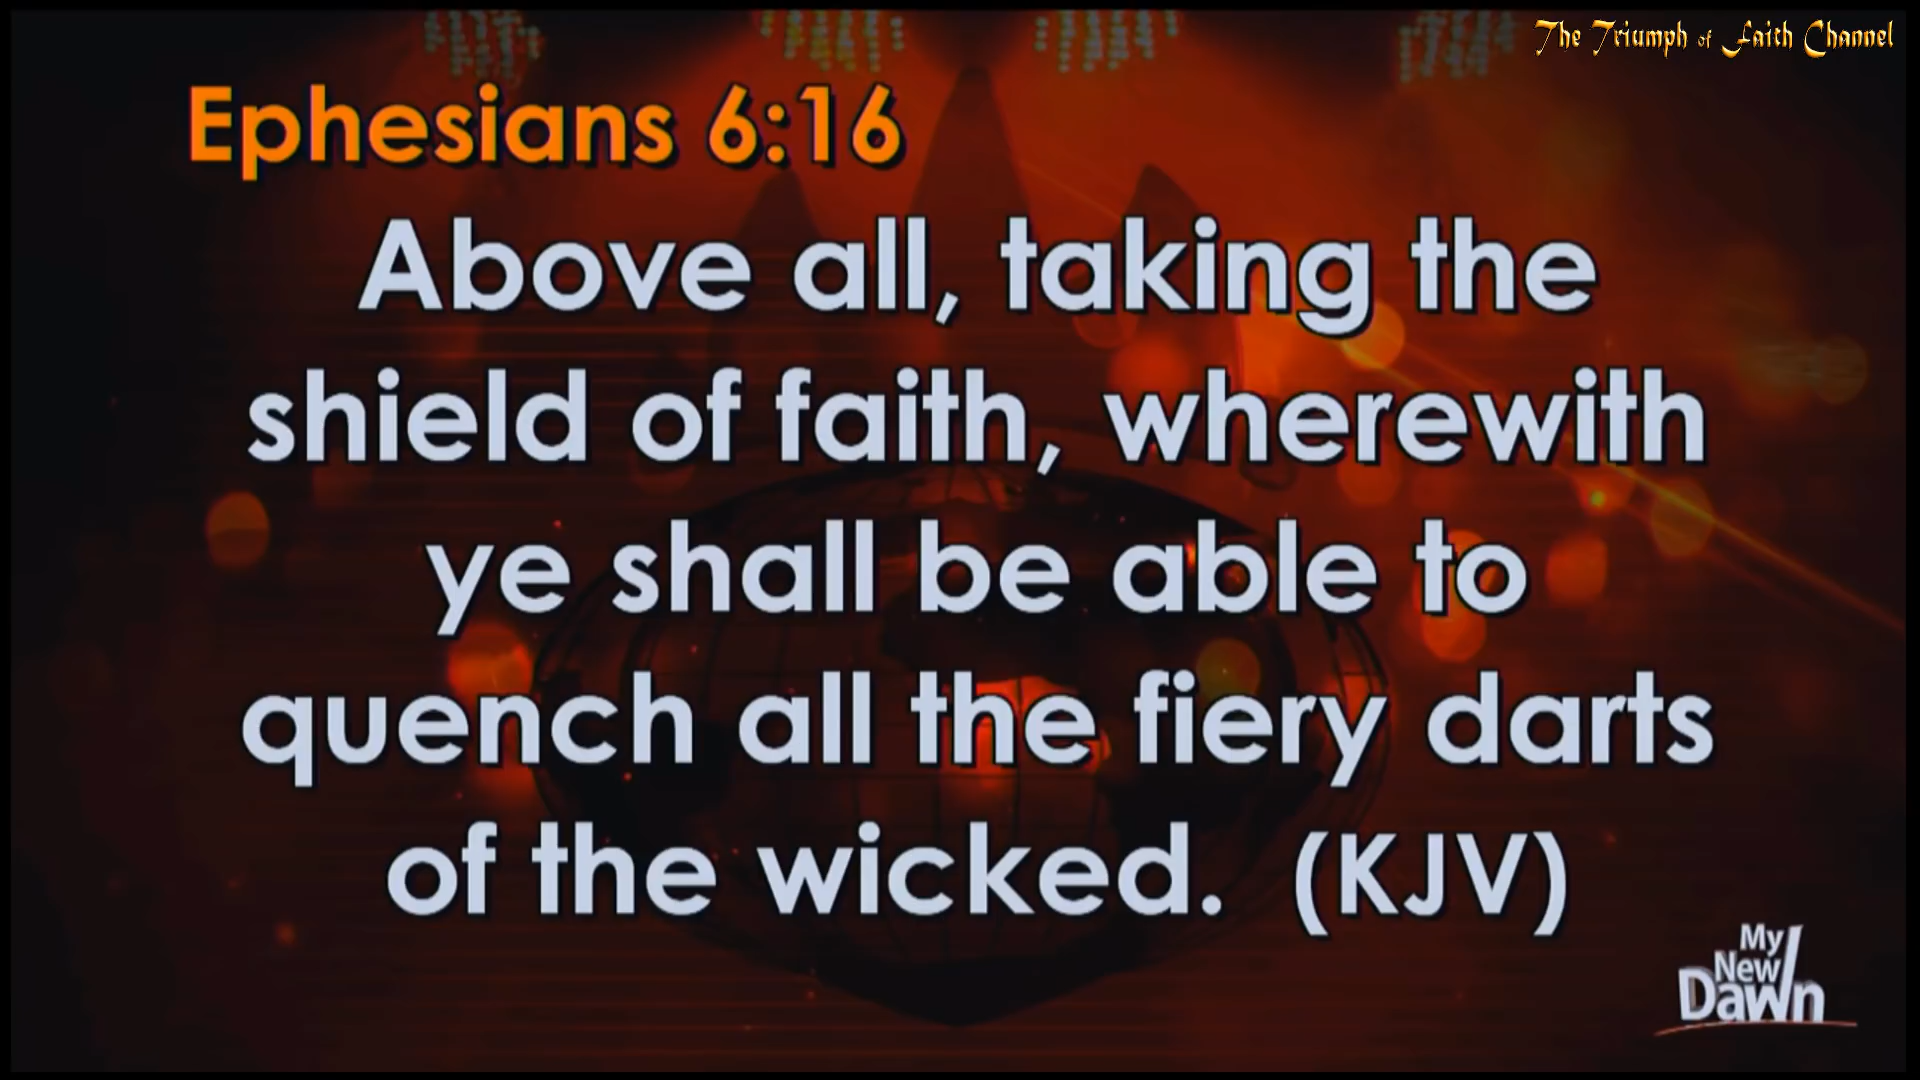 The Triumph of Faith Channel
Ephesians 6:16
Above all, taking the
shield of faith, wherewith
ye shall be able to
quench all the fiery darts
of the wicked. (KJV)
My
New
Dawn